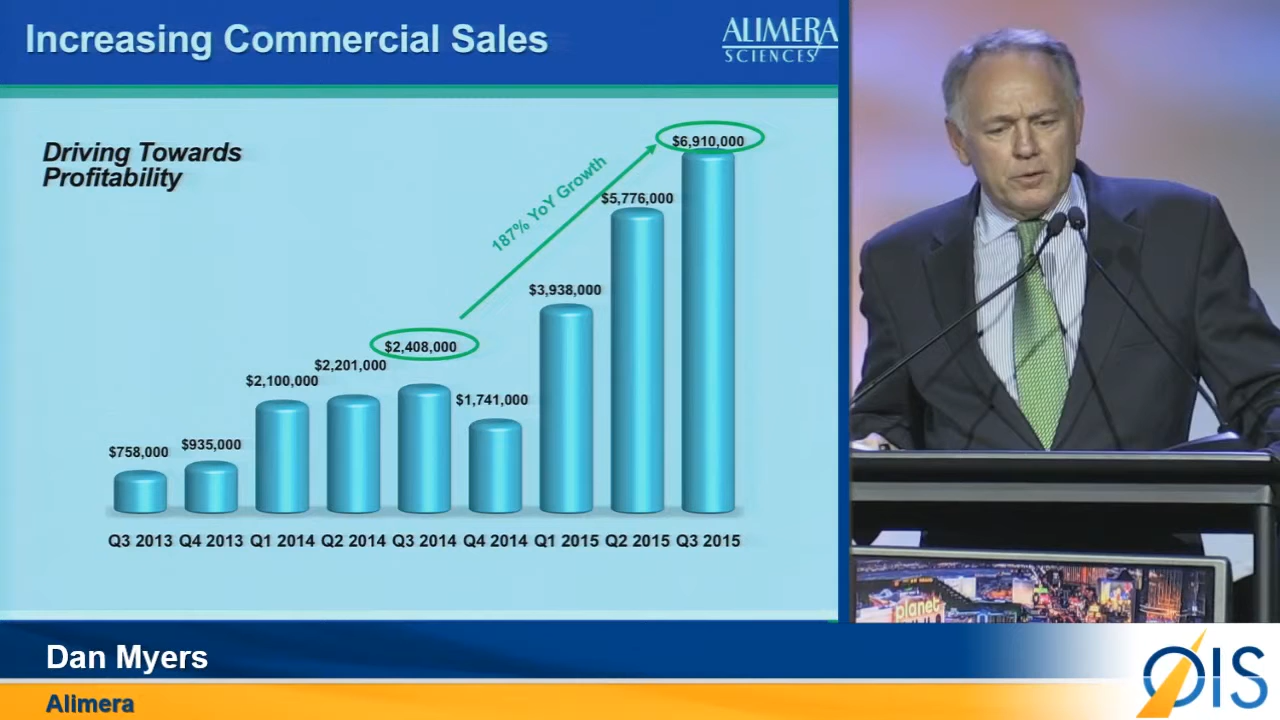 Increasing Commercial Sales
ALIMERA
SCIENCES
Driving Towards
Profitability
$6,910,000
187% YoY Growth
$5,776,000
$3,938,000
$2,408,000
$2,201,000
$2,100,000
$1,741,000
$935,000
$758,000
Q3 2013 Q4 2013 Q1 2014 Q2 2014 Q3 2014 Q4 2014 Q1 2015 Q2 2015 Q3 2015
planet
Dan Myers
Alimera
OIS